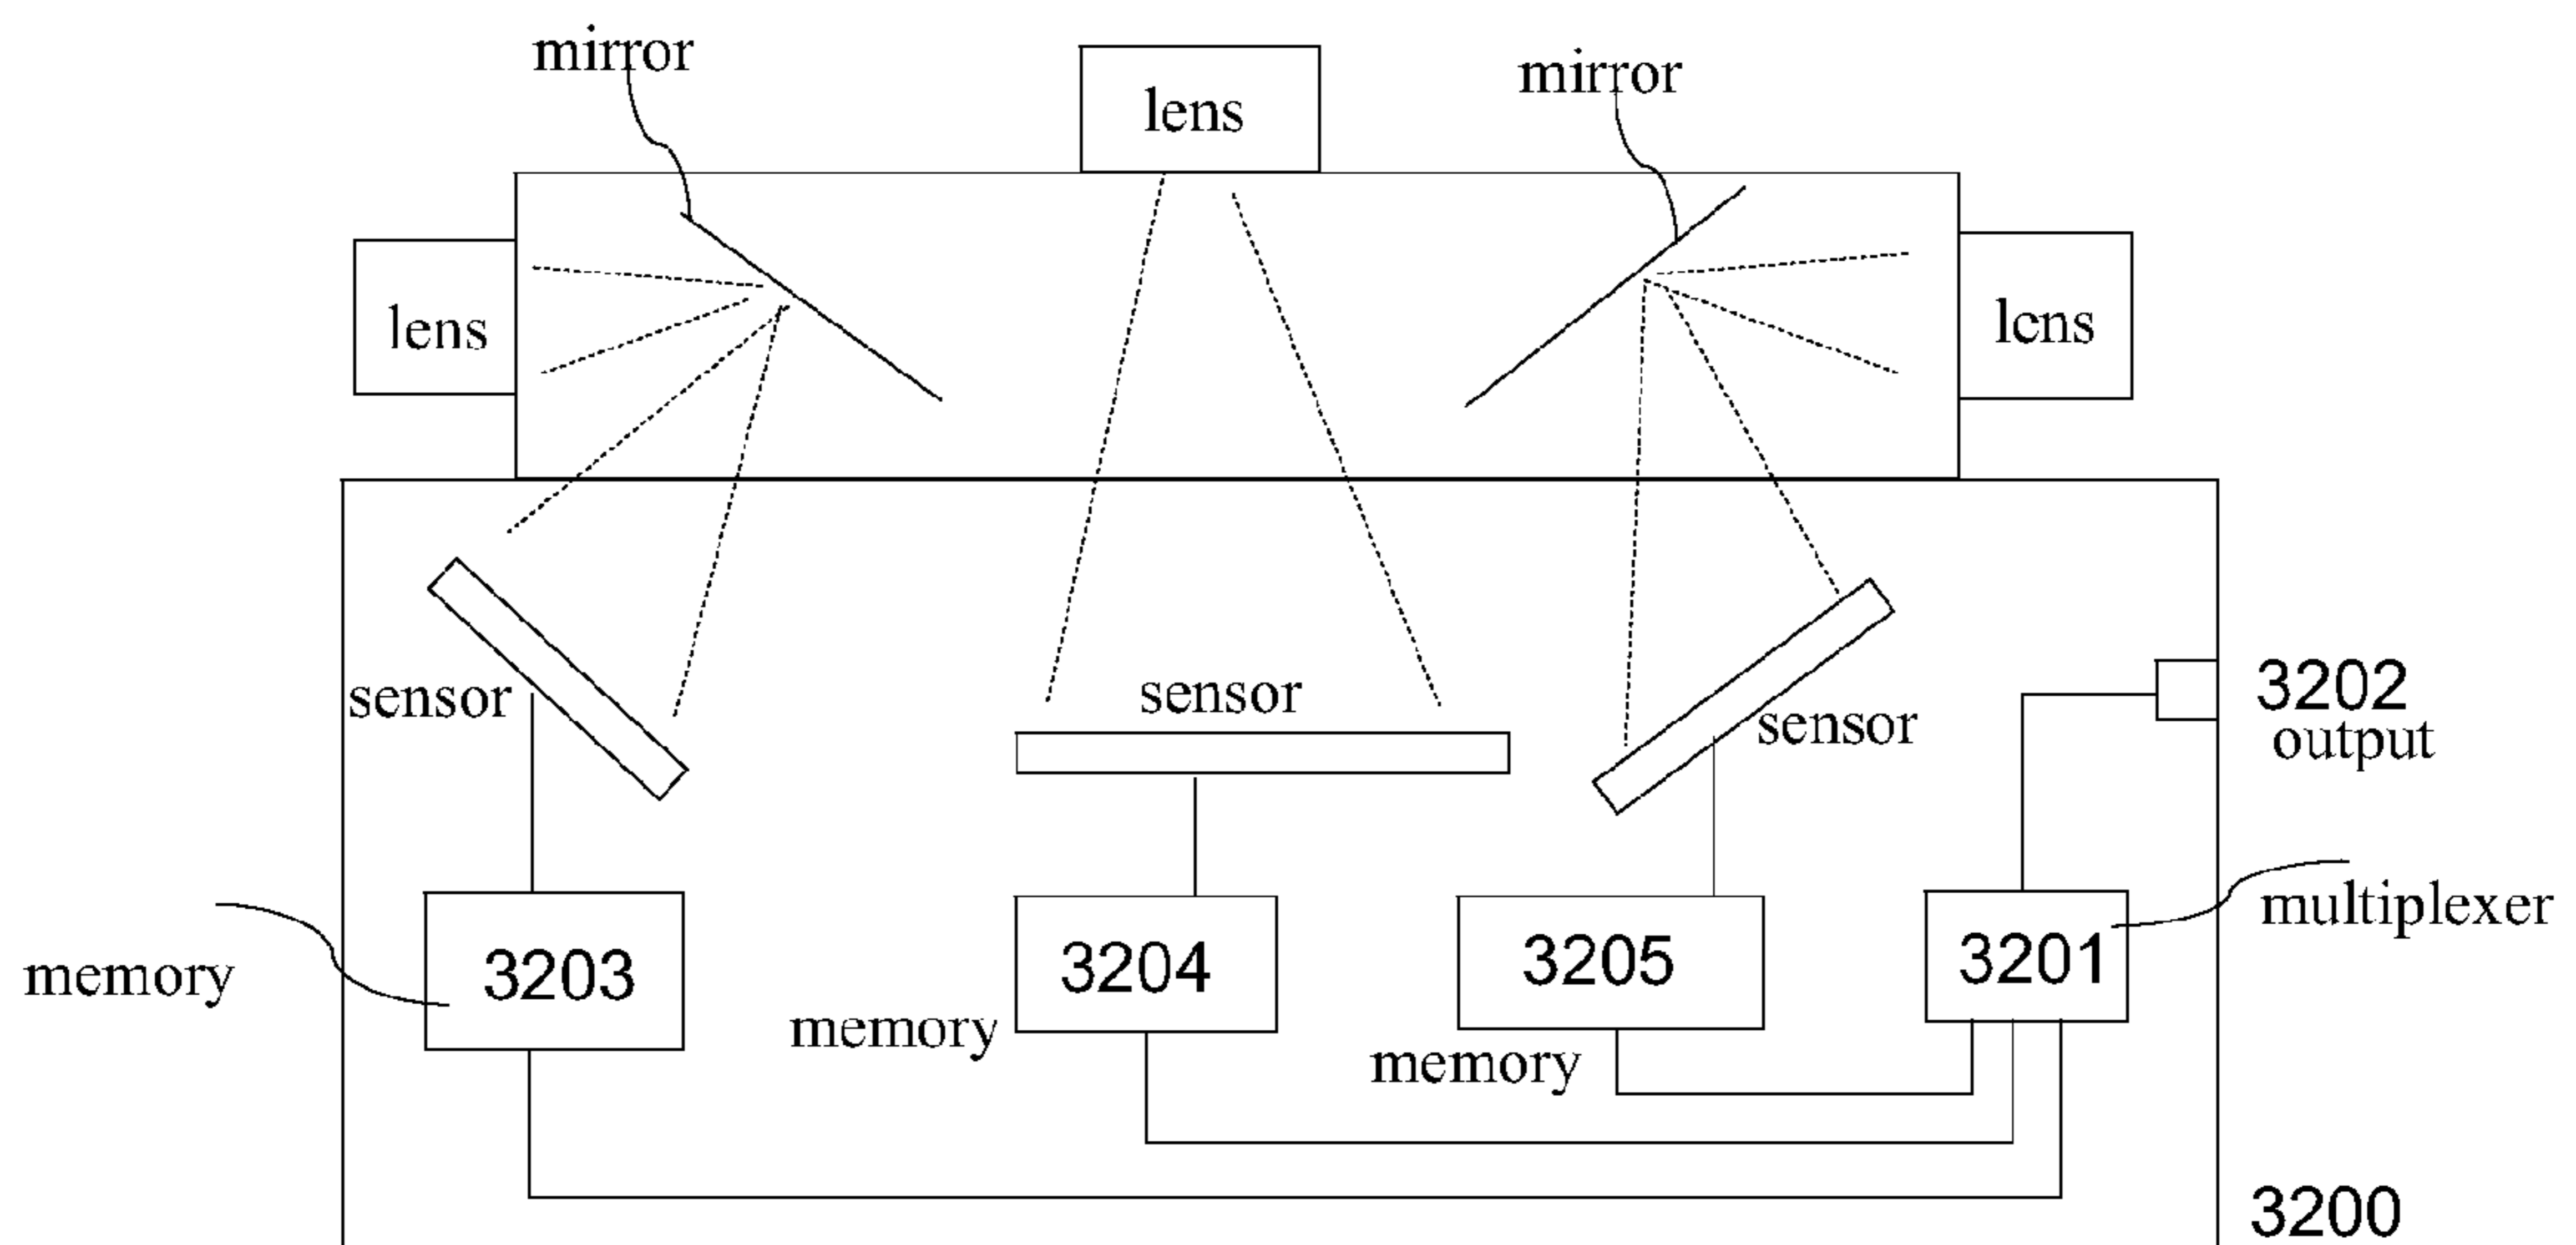 mirror
mirror
lens
lens
lens
sensor
sensor
sensor
3202
output
3203
3204
3205
3201
multiplexer
memory
memory
memory
3200